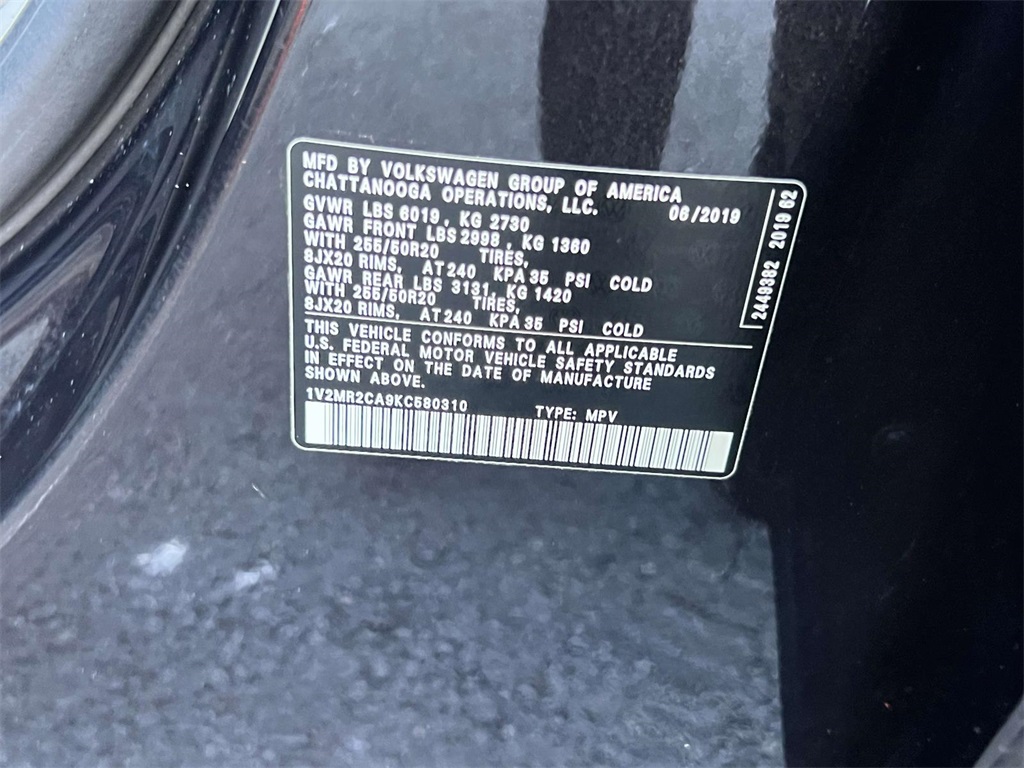 MFD BY VOLKSWAGEN GROUP OF AMERICA
CHATTANOOGA OPERATIONS, LLC. 06/2019
GVWR LBS 6019, KG 2730
GAWR FRONT LBS 2998, KG 1360
WITH 255/50R20 TIRES,
8JX20 RIMS, AT 240 KPA 35 PSI COLD
GAWR REAR LBS 3131, KG 1420
WITH 255/50R20 TIRES,
8JX20 RIMS, AT 240 KPA 35 PSI COLD
THIS VEHICLE CONFORMS TO ALL APPLICABLE
U.S. FEDERAL MOTOR VEHICLE SAFETY STANDARDS
IN EFFECT ON THE DATE OF MANUFACTURE
SHOWN ABOVE.
1V2MR2CA9KC580310 TYPE: MPV
2449382 2019 62